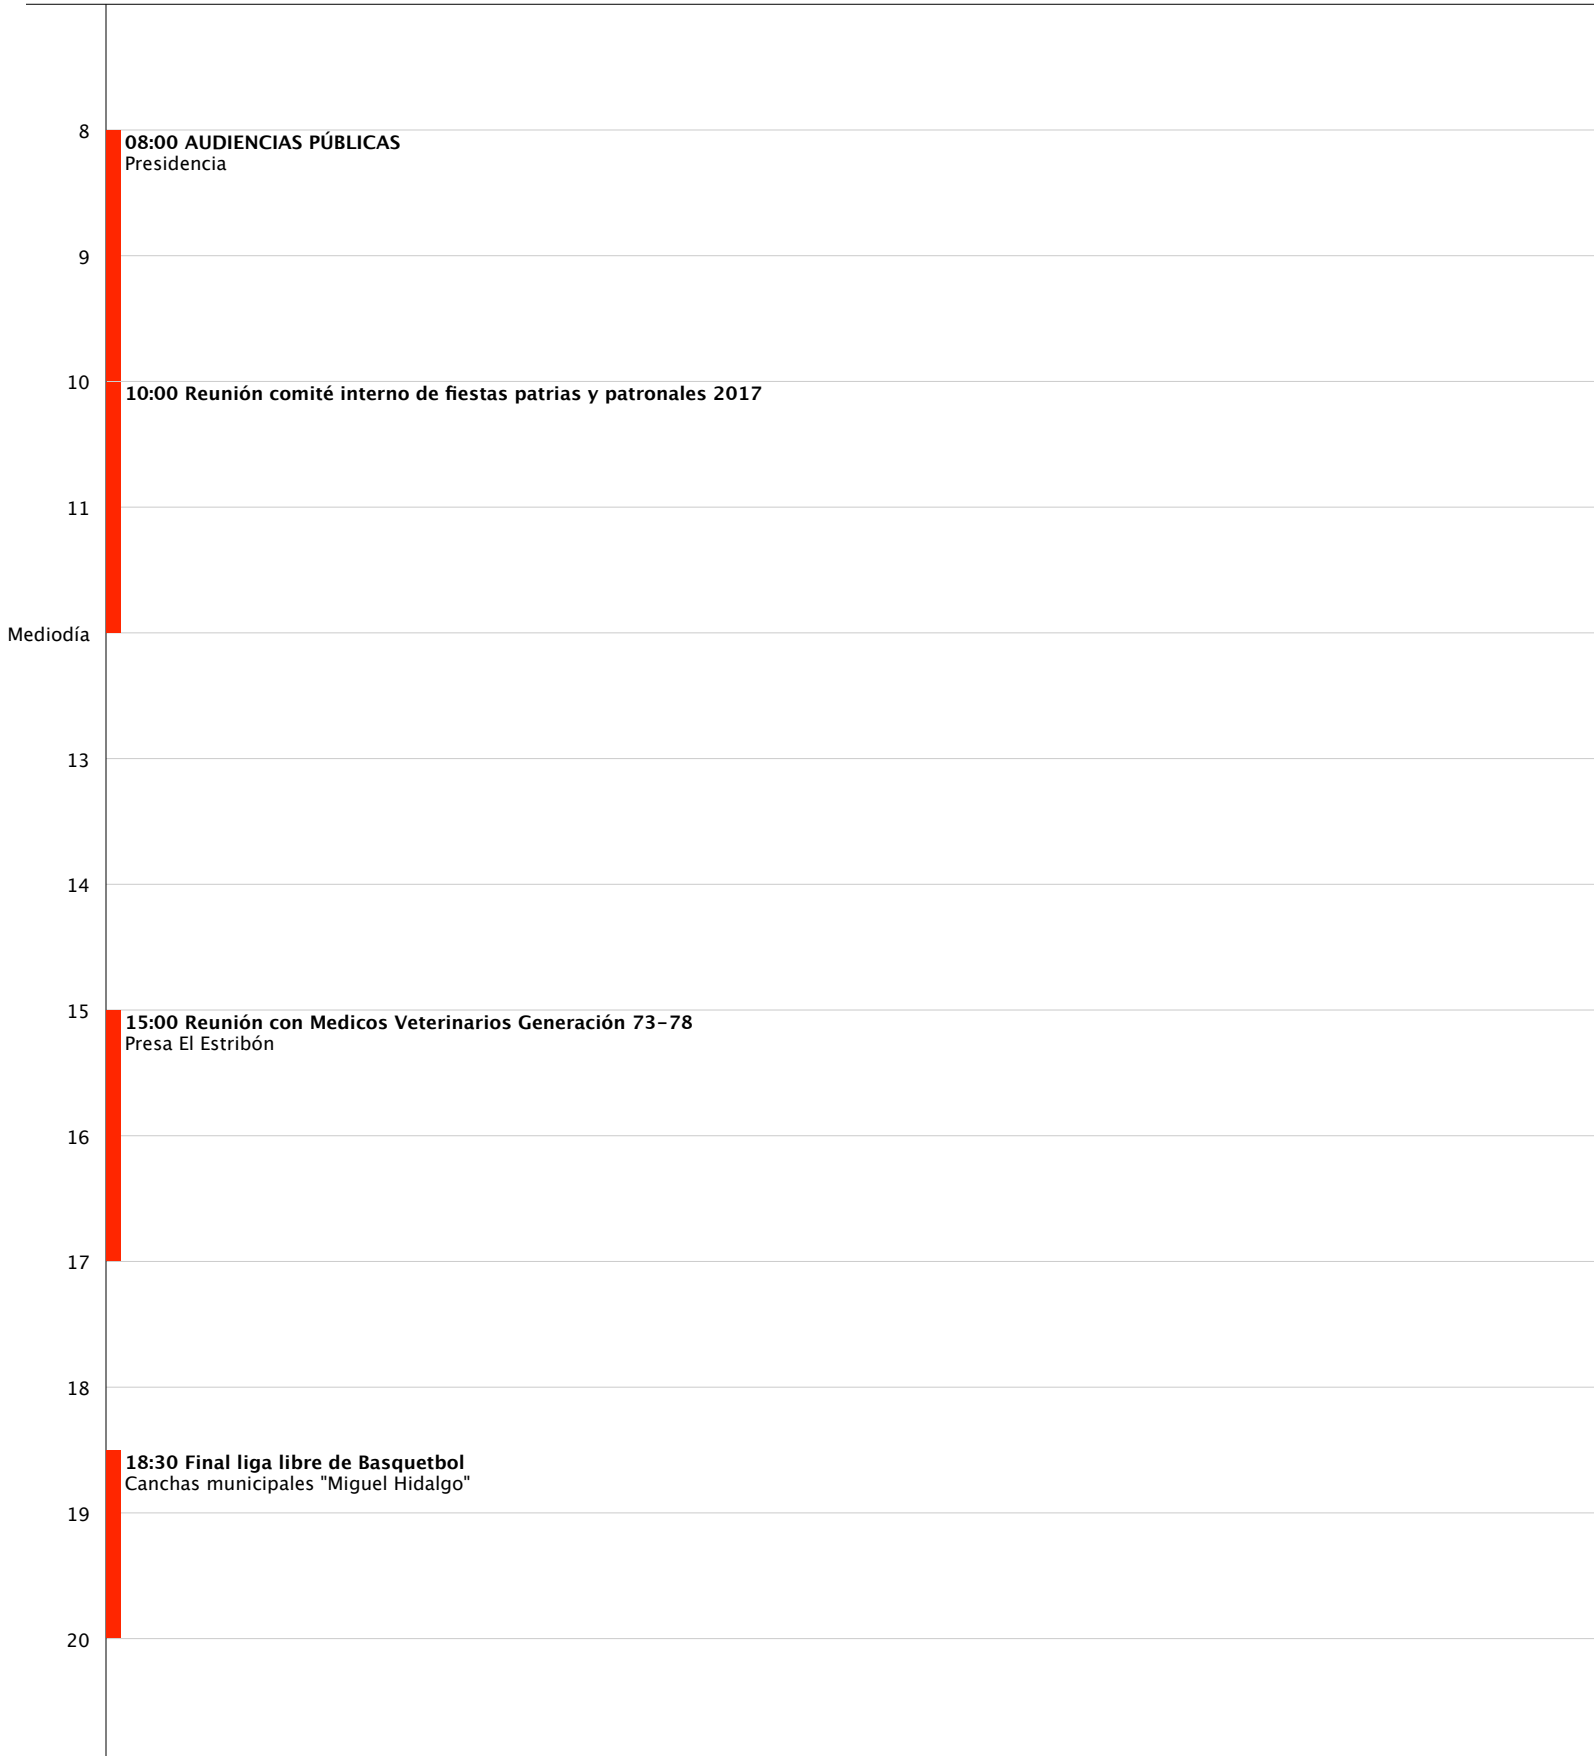 8
08:00 AUDIENCIAS PÚBLICAS
Presidencia
9
10
10:00 Reunión comité interno de fiestas patrias y patronales 2017
11
Mediodía
13
14
15
15:00 Reunión con Medicos Veterinarios Generación 73-78
Presa El Estribón
16
17
18
18:30 Final liga libre de Basquetbol
Canchas municipales "Miguel Hidalgo"
19
20